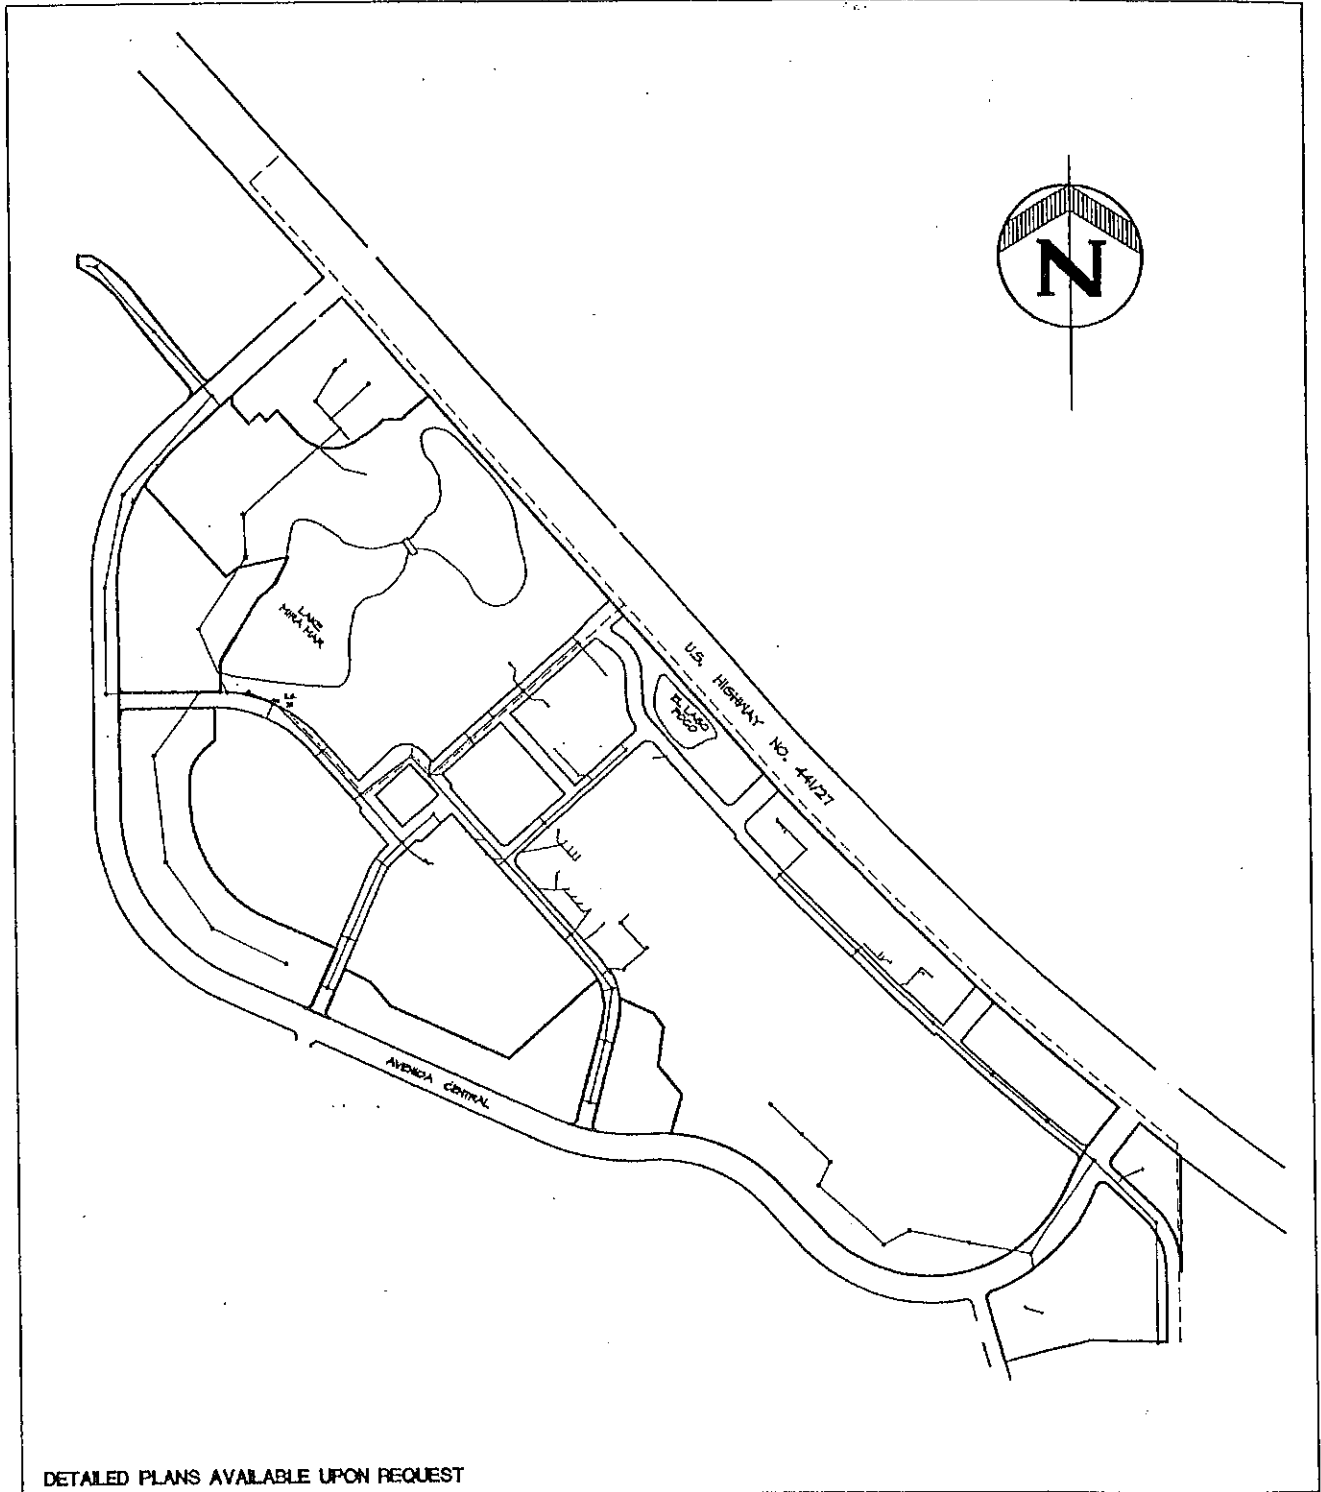 N
LAKE
MIRA MAR
U.S. HIGHWAY NO. 441/27
EL LAGO
POCO
AVENIDA CENTRAL
DETAILED PLANS AVAILABLE UPON REQUEST